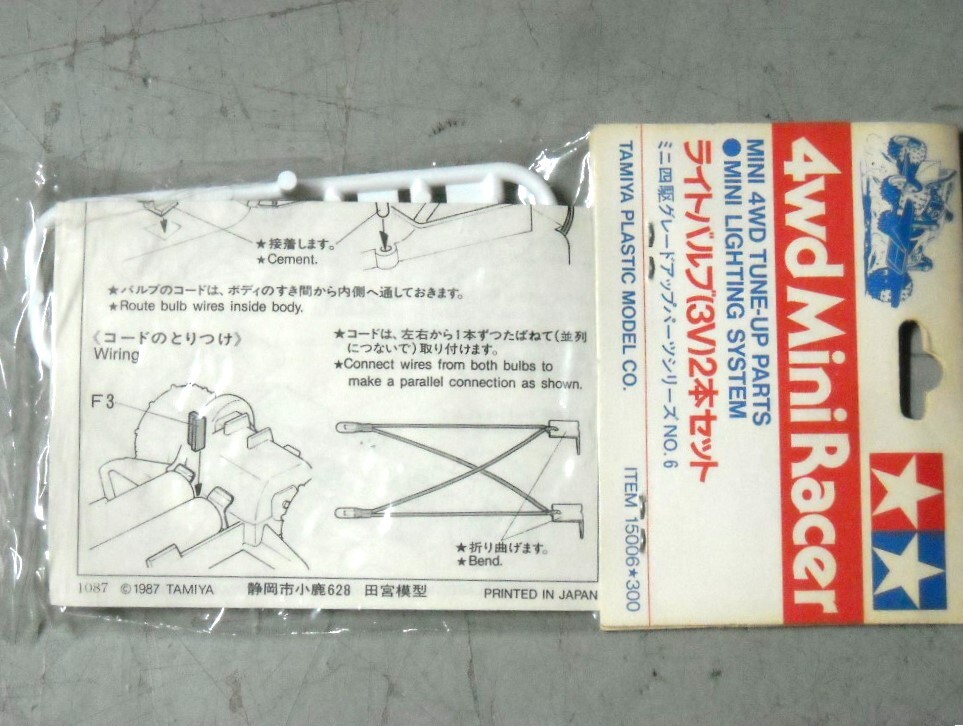 ★接着します。
★Cement.
★バルブのコードは、ボディのすき間から内側へ通しておきます。
★Route bulb wires inside body.
《コードのとりつけ》
Wiring
★コードは、左右から1本ずつたばねて(並列
につないで)取り付けます。
★Connect wires from both bulbs to
make a parallel connection as shown.
F3
★折り曲げます。
★Bend.
1087 ©1987 TAMIYA 静岡市小鹿628 田宮模型 PRINTED IN JAPAN
4wd Mini Racer
MINI 4WD TUNE-UP PARTS
●MINI LIGHTING SYSTEM
ライトバルブ(3V)2本セット
ミニ四駆グレードアップパーツシリーズ NO.6
TAMIYA PLASTIC MODEL CO. ITEM 15006★300